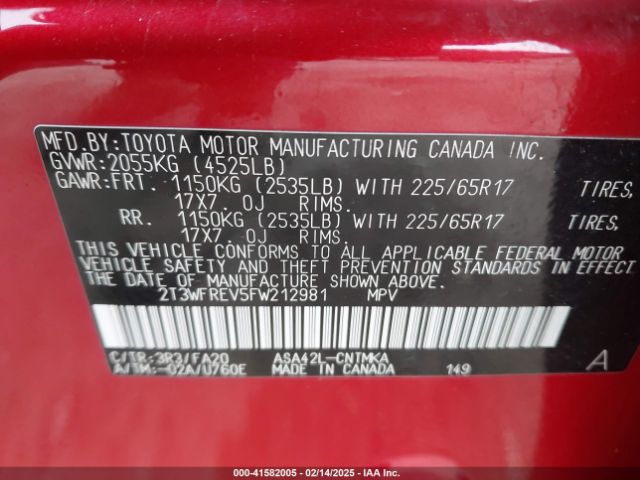 MFD.BY:TOYOTA MOTOR MANUFACTURING CANADA INC.
GVWR:2055KG (4525LB)
GAWR:FRT. 1150KG (2535LB) WITH 225/65R17 TIRES,
17X7.0J RIMS.
RR. 1150KG (2535LB) WITH 225/65R17 TIRES,
17X7.0J RIMS.
THIS VEHICLE CONFORMS TO ALL APPLICABLE FEDERAL MOTOR
VEHICLE SAFETY AND THEFT PREVENTION STANDARDS IN EFFECT
ON THE DATE OF MANUFACTURE SHOWN ABOVE.
2T3WFREV5FW212981 MPV
C/TR:3R3/FA20 ASA42L-CNTMKA
A/TM:-02A/U760E MADE IN CANADA 149
A
000-41582005 - 02/14/2025 - IAAI.com